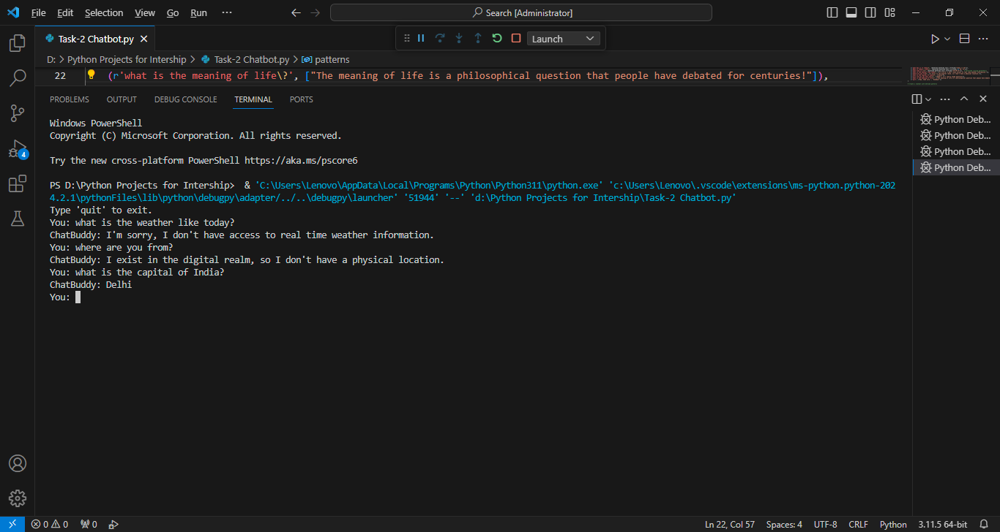 File Edit Selection View Go Run ··· Search [Administrator]
Task-2 Chatbot.py Launch
D: > Python Projects for Intership > Task-2 Chatbot.py > patterns
22 (r'what is the meaning of life\?', ["The meaning of life is a philosophical question that people have debated for centuries!"]),
PROBLEMS OUTPUT DEBUG CONSOLE TERMINAL PORTS
Windows PowerShell
Copyright (C) Microsoft Corporation. All rights reserved.
Try the new cross-platform PowerShell https://aka.ms/pscore6
PS D:\Python Projects for Intership> & 'C:\Users\Lenovo\AppData\Local\Programs\Python\Python311\python.exe' 'c:\Users\Lenovo\.vscode\extensions\ms-python.python-202
4.2.1\pythonFiles\lib\python\debugpy\adapter/../..\debugpy\launcher' '51944' '--' 'd:\Python Projects for Intership\Task-2 Chatbot.py'
Type 'quit' to exit.
You: what is the weather like today?
ChatBuddy: I'm sorry, I don't have access to real time weather information.
You: where are you from?
ChatBuddy: I exist in the digital realm, so I don't have a physical location.
You: what is the capital of India?
ChatBuddy: Delhi
You:
Python Deb...
Python Deb...
Python Deb...
Python Deb...
4
0 0 0 Ln 22, Col 57 Spaces: 4 UTF-8 CRLF Python 3.11.5 64-bit